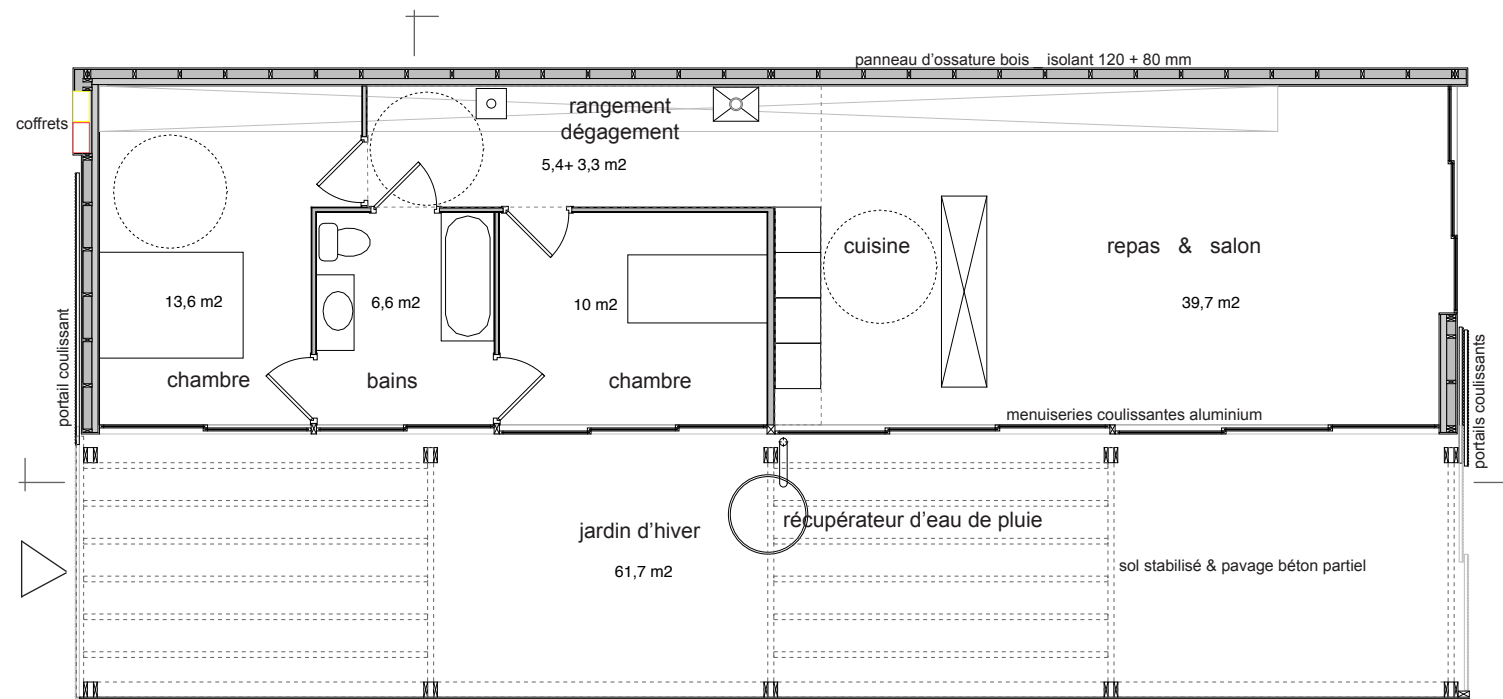 panneau d'ossature bois _ isolant 120 + 80 mm
coffrets
rangement
dégagement
5,4+ 3,3 m2
cuisine
repas & salon
13,6 m2
6,6 m2
10 m2
39,7 m2
portail coulissant
chambre
bains
chambre
menuiseries coulissantes aluminium
portails coulissants
jardin d'hiver
récupérateur d'eau de pluie
61,7 m2
sol stabilisé & pavage béton partiel